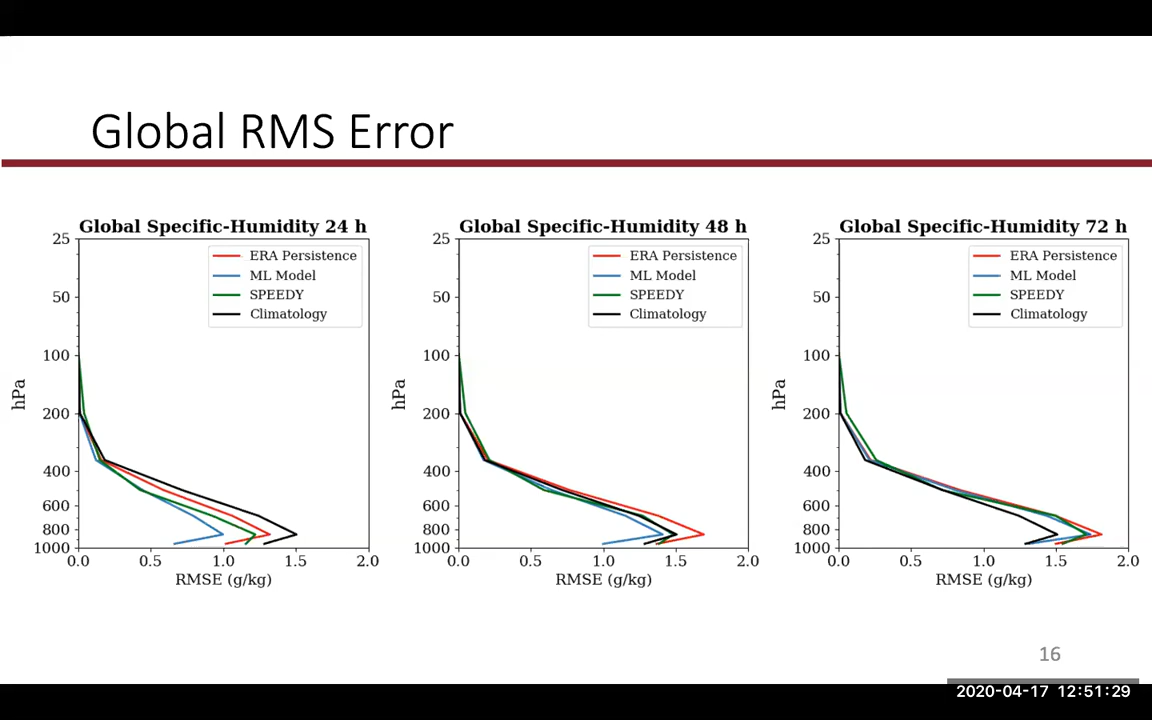 Global RMS Error
Global Specific-Humidity 24 h
25
50
100
200
400
600
800
1000
hPa
0.0 0.5 1.0 1.5 2.0
RMSE (g/kg)
ERA Persistence
ML Model
SPEEDY
Climatology
Global Specific-Humidity 48 h
25
50
100
200
400
600
800
1000
hPa
0.0 0.5 1.0 1.5 2.0
RMSE (g/kg)
ERA Persistence
ML Model
SPEEDY
Climatology
Global Specific-Humidity 72 h
25
50
100
200
400
600
800
1000
hPa
0.0 0.5 1.0 1.5 2.0
RMSE (g/kg)
ERA Persistence
ML Model
SPEEDY
Climatology
16
2020-04-17 12:51:29